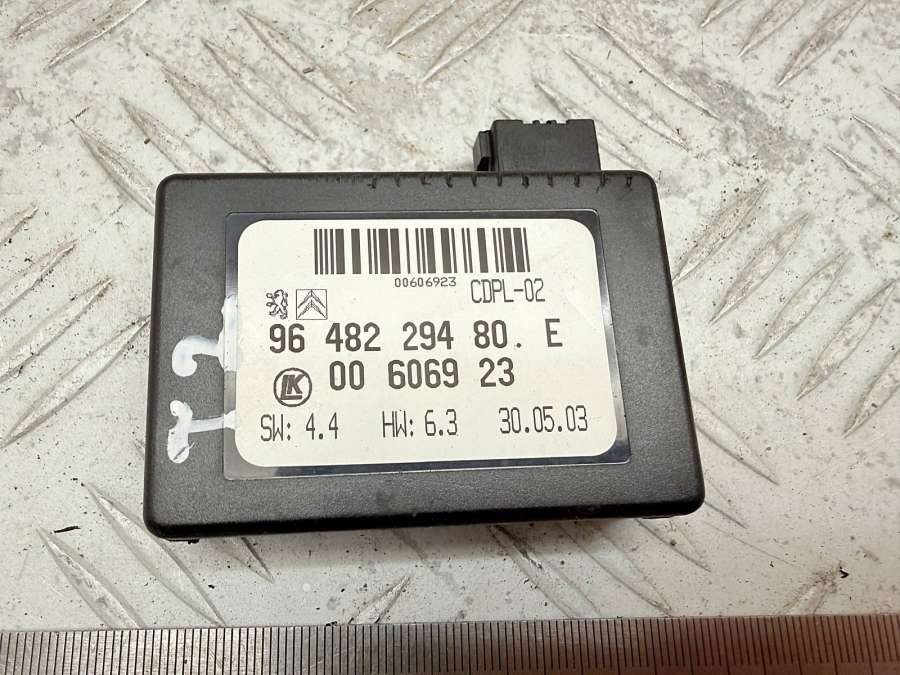 00606923
CDPL-02
96 482 294 80. E
LK 00 6069 23
SW: 4.4 HW: 6.3 30.05.03